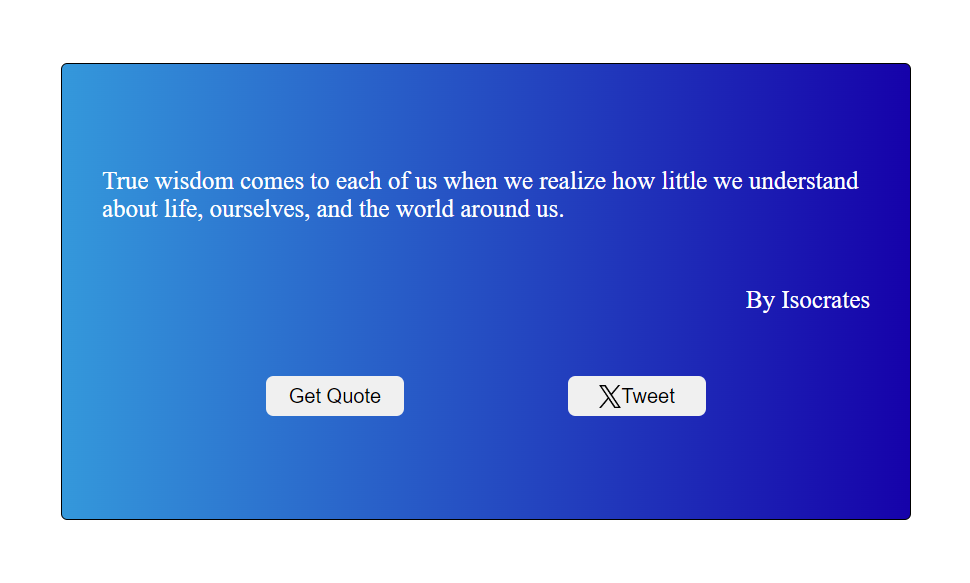 True wisdom comes to each of us when we realize how little we understand
about life, ourselves, and the world around us.
By Isocrates
Get Quote
𝕏Tweet